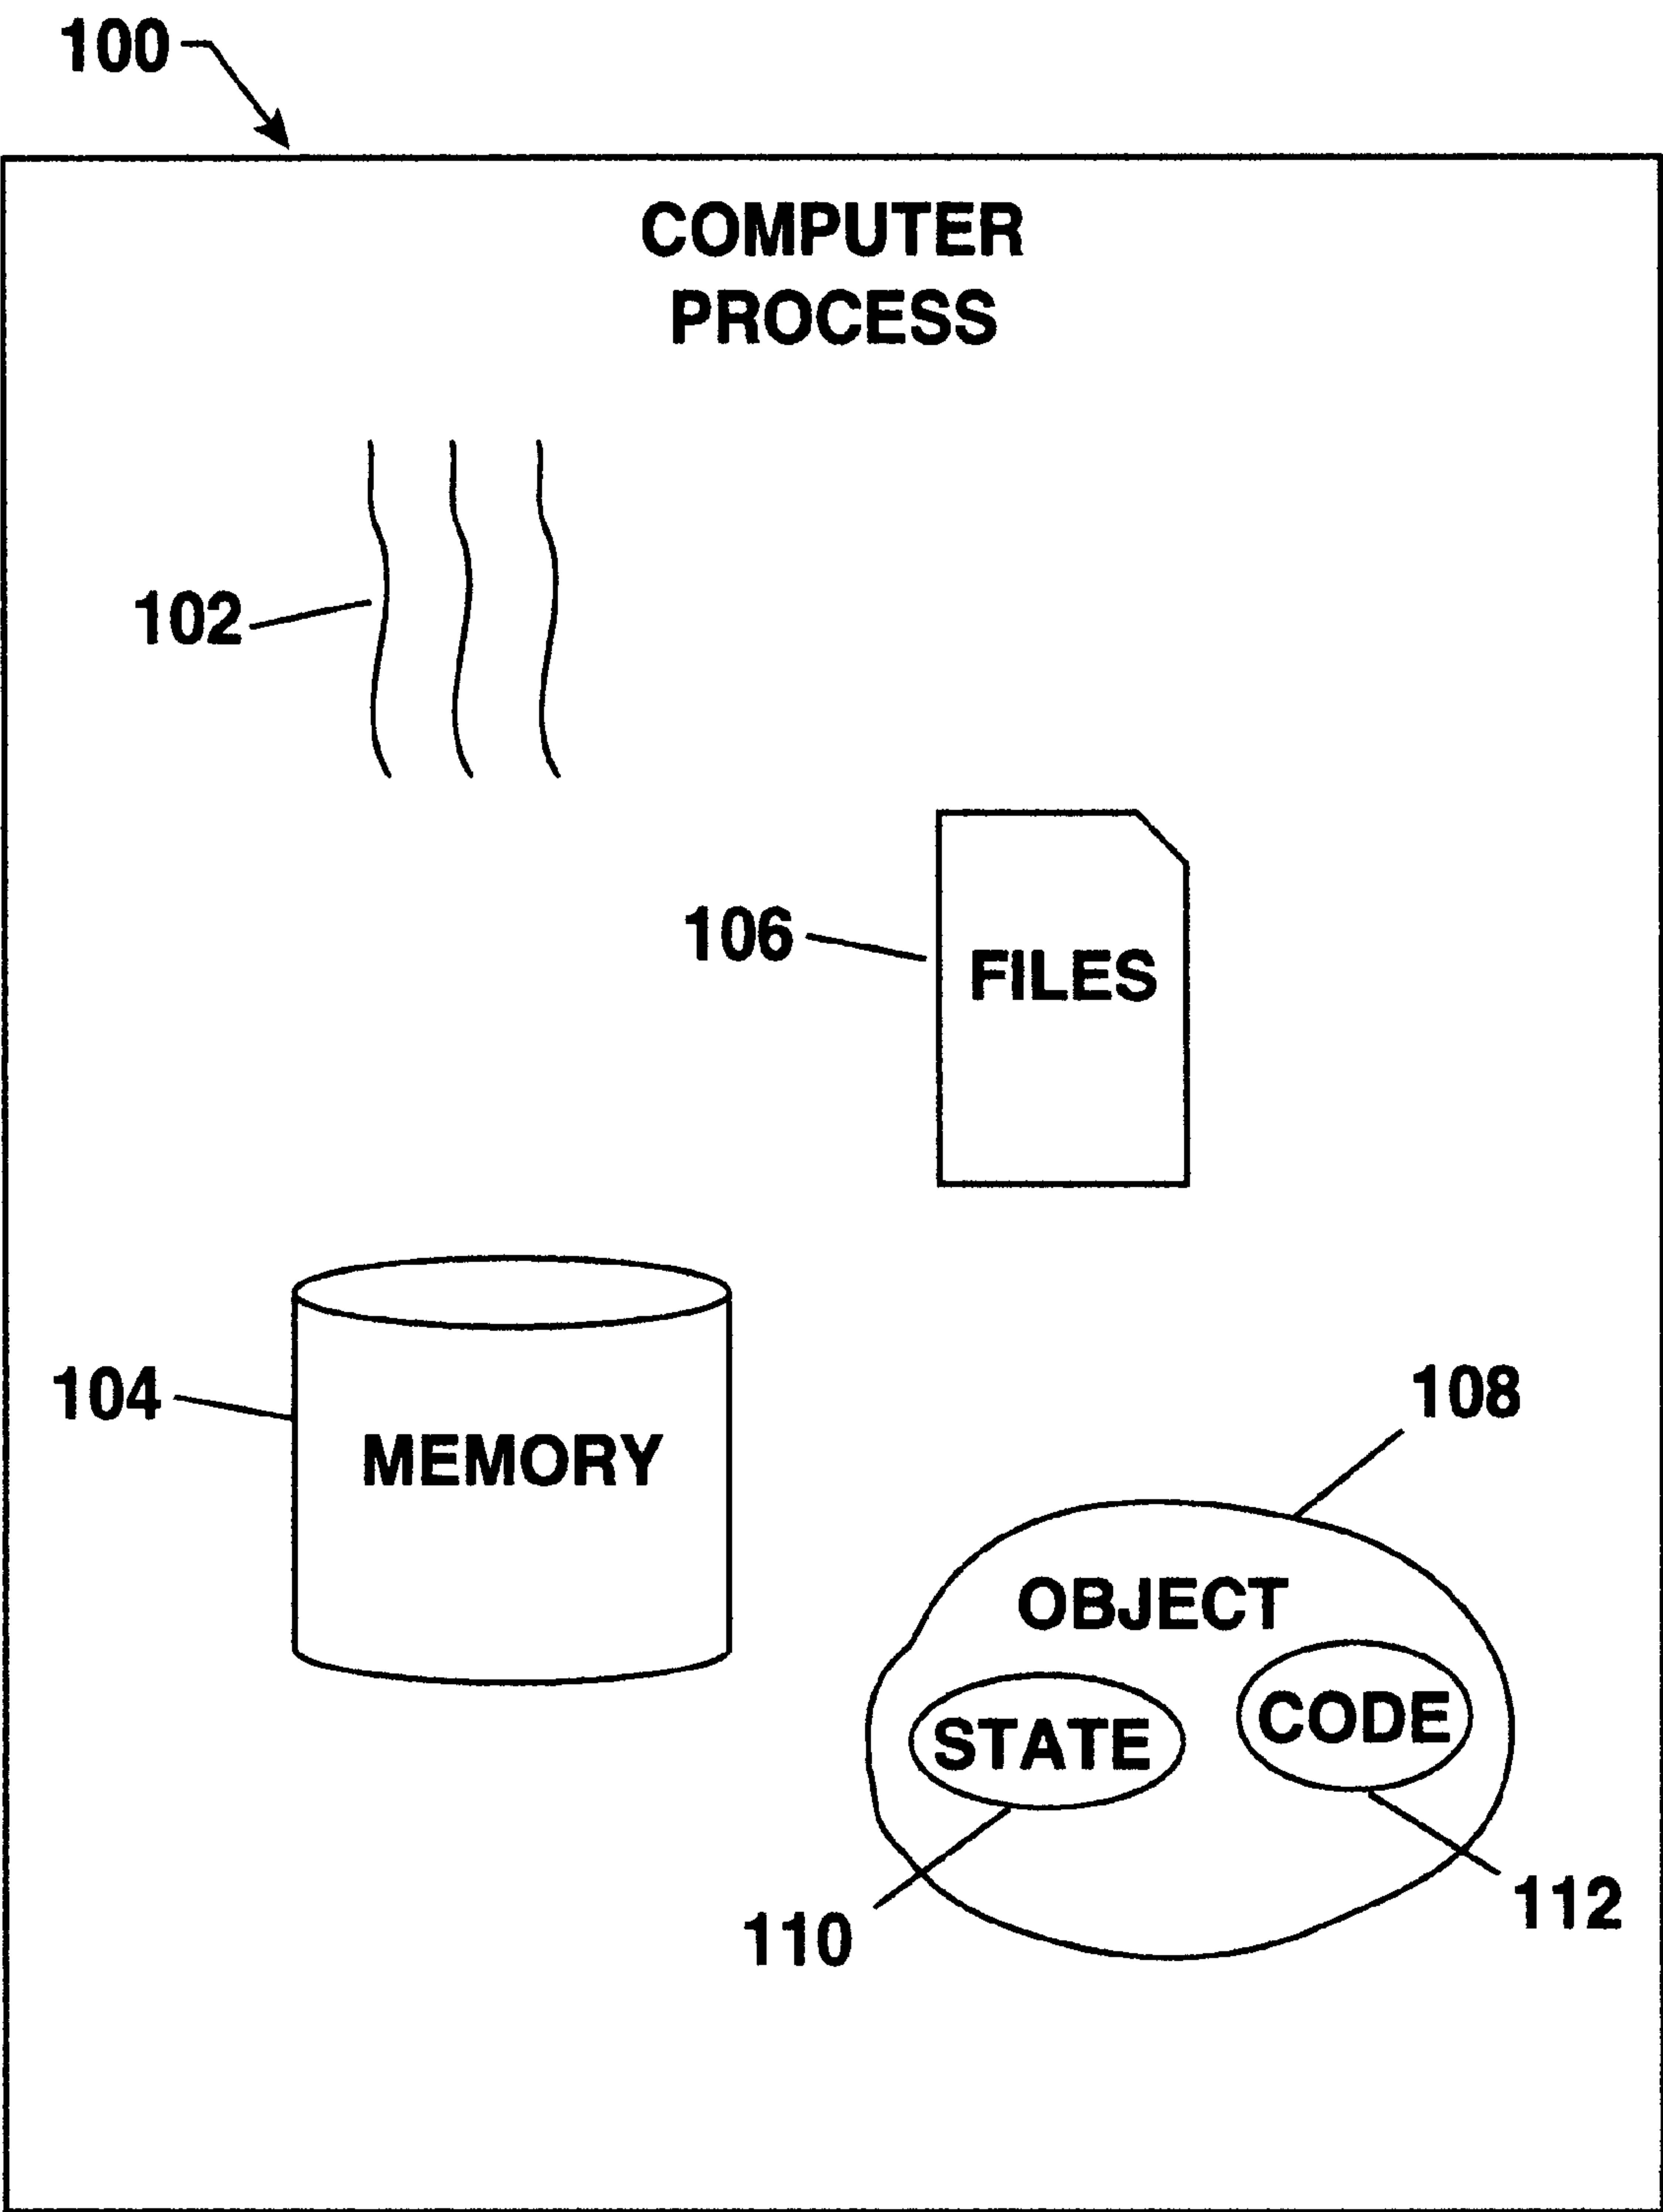 100
COMPUTER
PROCESS
102
106
FILES
104
MEMORY
108
OBJECT
STATE
CODE
110
112